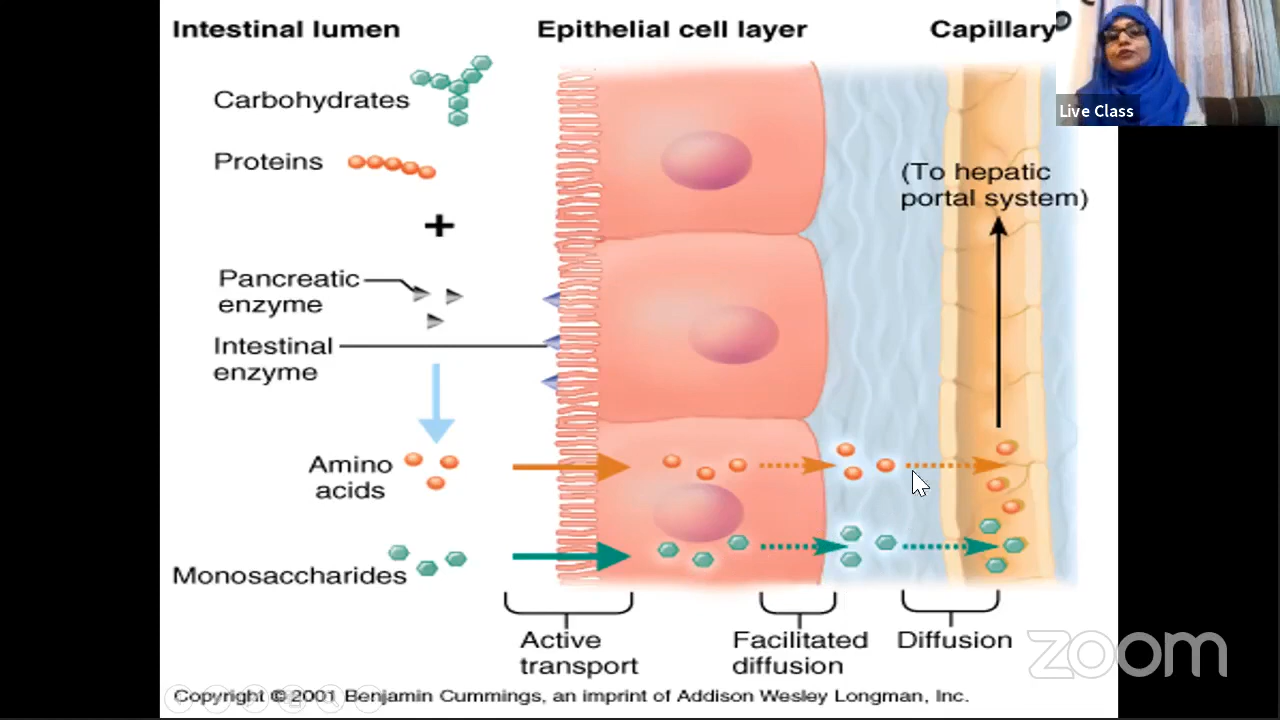 Intestinal lumen
Epithelial cell layer
Capillary
Live Class
Carbohydrates
Proteins
(To hepatic
portal system)
+
Pancreatic
enzyme
Intestinal
enzyme
Amino
acids
Monosaccharides
Active
transport
Facilitated
diffusion
Diffusion
zoom
Copyright © 2001 Benjamin Cummings, an imprint of Addison Wesley Longman, Inc.